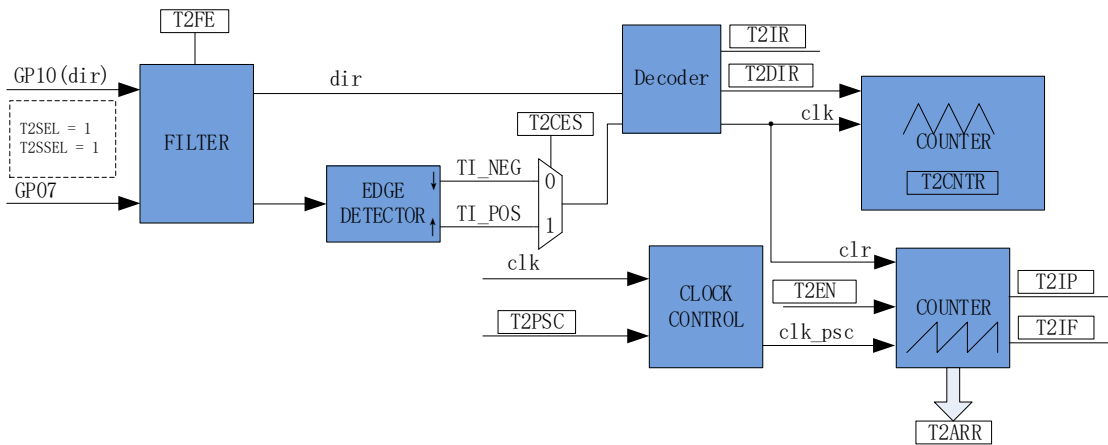 T2FE
GP10(dir)
T2SEL = 1
T2SSEL = 1
GP07
FILTER
dir
EDGE
DETECTOR
TI_NEG
TI_POS
T2CES
0
1
Decoder
T2IR
T2DIR
clk
COUNTER
T2CNTR
clk
T2PSC
CLOCK
CONTROL
clr
T2EN
clk_psc
COUNTER
T2IP
T2IF
T2ARR